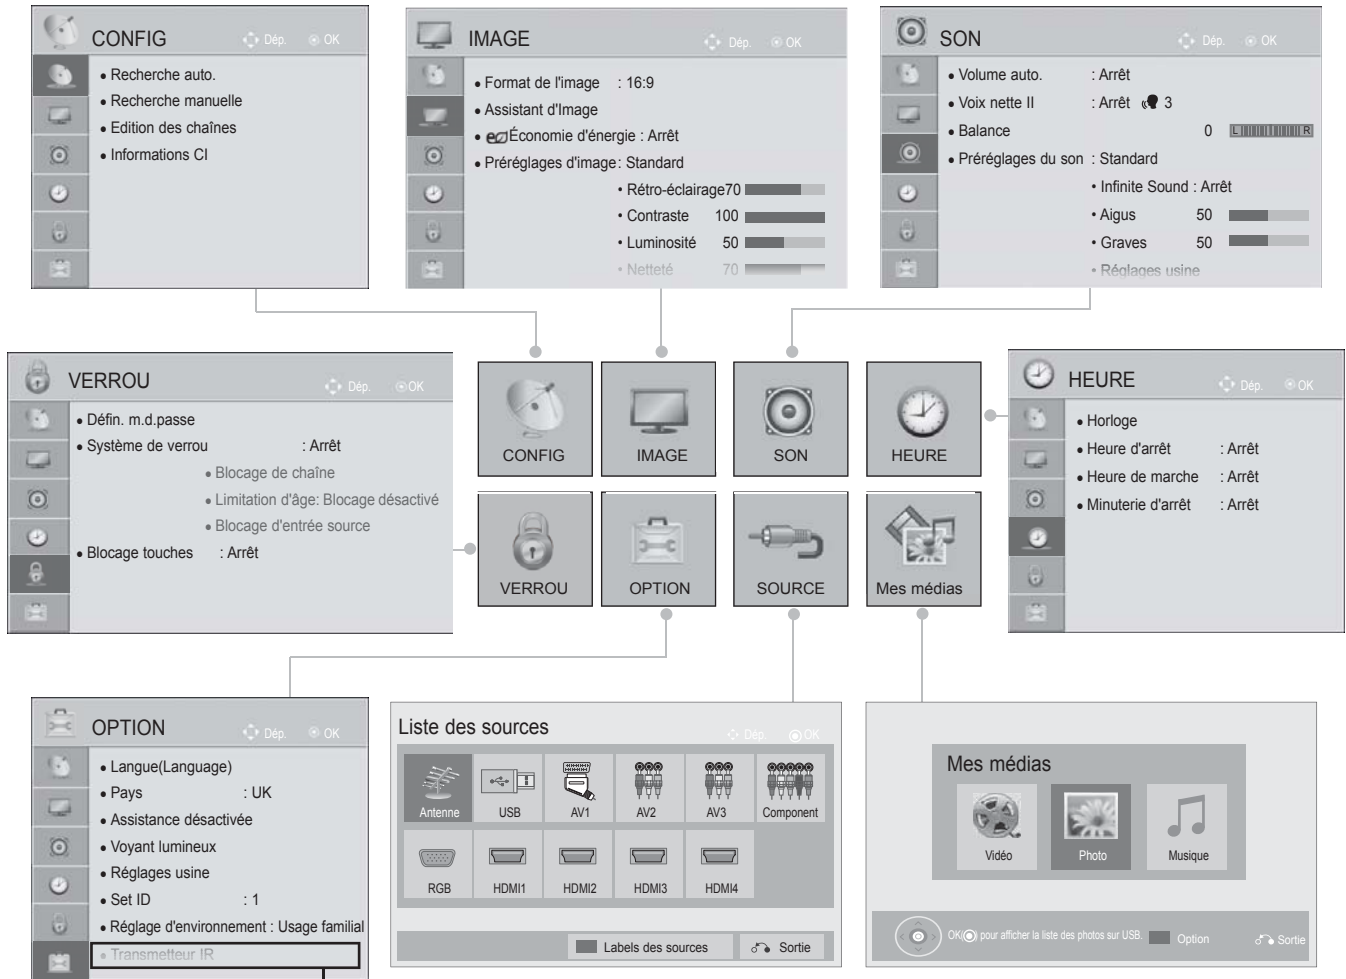 CONFIG
Dép. OK
• Recherche auto.
• Recherche manuelle
• Edition des chaînes
• Informations CI
IMAGE
Dép. OK
• Format de l'image : 16:9
• Assistant d'Image
• eco Économie d'énergie : Arrêt
• Préréglages d'image: Standard
• Rétro-éclairage70
• Contraste 100
• Luminosité 50
• Netteté 70
SON
Dép. OK
• Volume auto. : Arrêt
• Voix nette II : Arrêt 3
• Balance 0 L R
• Préréglages du son : Standard
• Infinite Sound : Arrêt
• Aigus 50
• Graves 50
• Réglages usine
VERROU
Dép. OK
• Défin. m.d.passe
• Système de verrou : Arrêt
• Blocage de chaîne
• Limitation d'âge: Blocage désactivé
• Blocage d'entrée source
• Blocage touches : Arrêt
CONFIG
IMAGE
SON
HEURE
VERROU
OPTION
SOURCE
Mes médias
HEURE
Dép. OK
• Horloge
• Heure d'arrêt : Arrêt
• Heure de marche : Arrêt
• Minuterie d'arrêt : Arrêt
OPTION
Dép. OK
• Langue(Language)
• Pays : UK
• Assistance désactivée
• Voyant lumineux
• Réglages usine
• Set ID : 1
• Réglage d'environnement : Usage familial
• Transmetteur IR
Liste des sources
Dép. OK
Antenne
USB
AV1
AV2
AV3
Component
RGB
HDMI1
HDMI2
HDMI3
HDMI4
Labels des sources
Sortie
Mes médias
Vidéo
Photo
Musique
OK(◉) pour afficher la liste des photos sur USB.
Option
Sortie